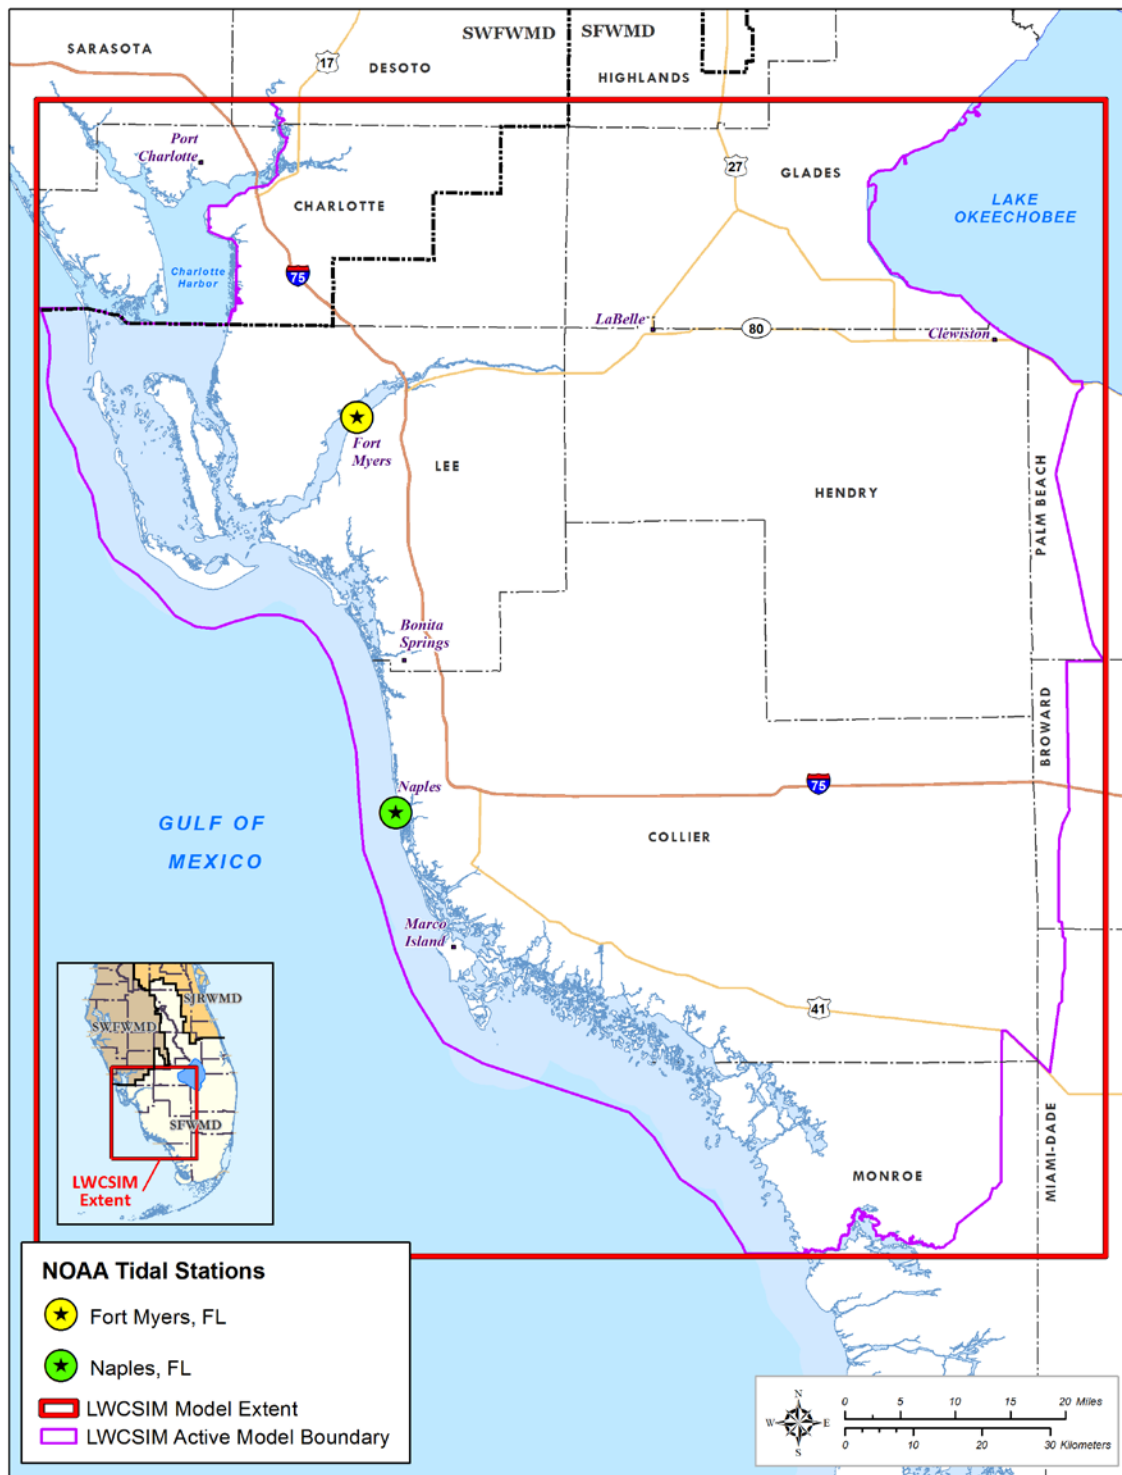 SWFWMD
SFWMD
SARASOTA
17
DESOTO
HIGHLANDS
Port
Charlotte
27
GLADES
LAKE
OKEECHOBEE
CHARLOTTE
Charlotte
Harbor
75
LaBelle
80
Clewiston
Fort
Myers
LEE
HENDRY
PALM BEACH
Bonita
Springs
BROWARD
Naples
75
GULF OF
MEXICO
COLLIER
Marco
Island
41
SJRWMD
SWFWMD
SFWMD
LWCSIM
Extent
MONROE
MIAMI-DADE
NOAA Tidal Stations
Fort Myers, FL
Naples, FL
LWCSIM Model Extent
LWCSIM Active Model Boundary
N
W
E
S
0 5 10 15 20 Miles
0 10 20 30 Kilometers